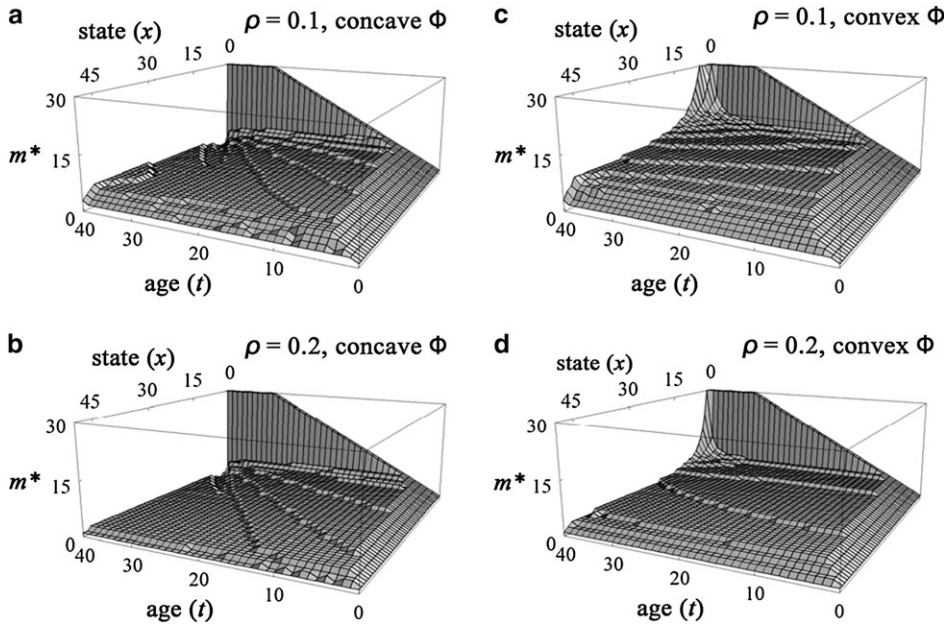 a
ρ = 0.1, concave Φ
state (x)
0
15
30
45
30
m*
15
0
40
30
20
10
0
age (t)
c
ρ = 0.1, convex Φ
state (x)
0
15
30
45
30
m*
15
0
40
30
20
10
0
age (t)
b
ρ = 0.2, concave Φ
state (x)
0
15
30
45
30
m*
15
0
40
30
20
10
0
age (t)
d
ρ = 0.2, convex Φ
state (x)
0
15
30
45
30
m*
15
0
40
30
20
10
0
age (t)